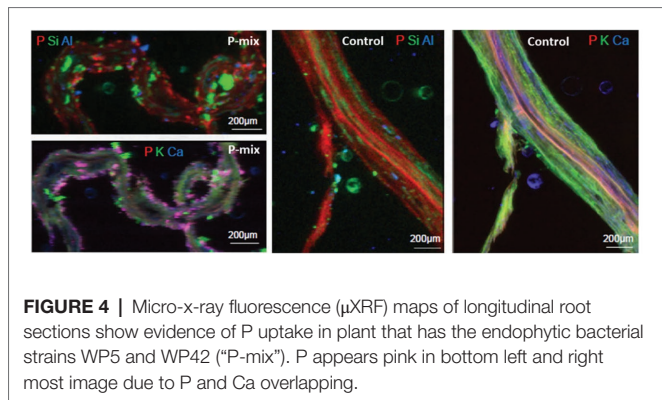 P Si Al P-mix
200µm
P K Ca P-mix
200µm
Control P Si Al
200µm
Control P K Ca
200µm
FIGURE 4 | Micro-x-ray fluorescence (µXRF) maps of longitudinal root
sections show evidence of P uptake in plant that has the endophytic bacterial
strains WP5 and WP42 (“P-mix”). P appears pink in bottom left and right
most image due to P and Ca overlapping.